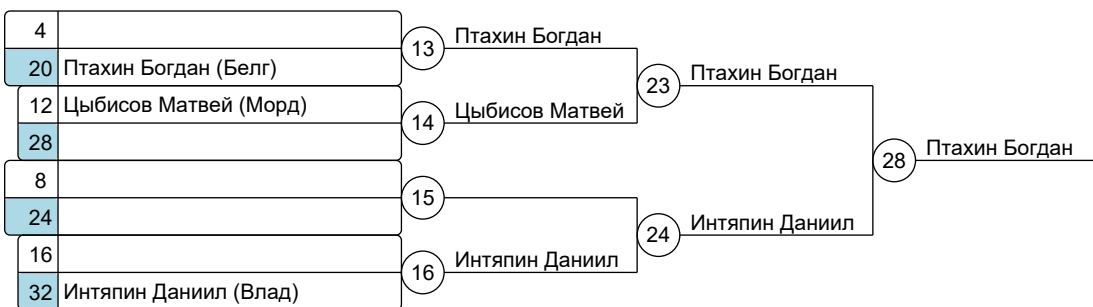 4
13
Птахин Богдан
20 Птахин Богдан (Белг)
23
Птахин Богдан
12 Цыбисов Матвей (Морд)
14
Цыбисов Матвей
28
28
Птахин Богдан
8
15
24
24
Интяпин Даниил
16
16
Интяпин Даниил
32 Интяпин Даниил (Влад)